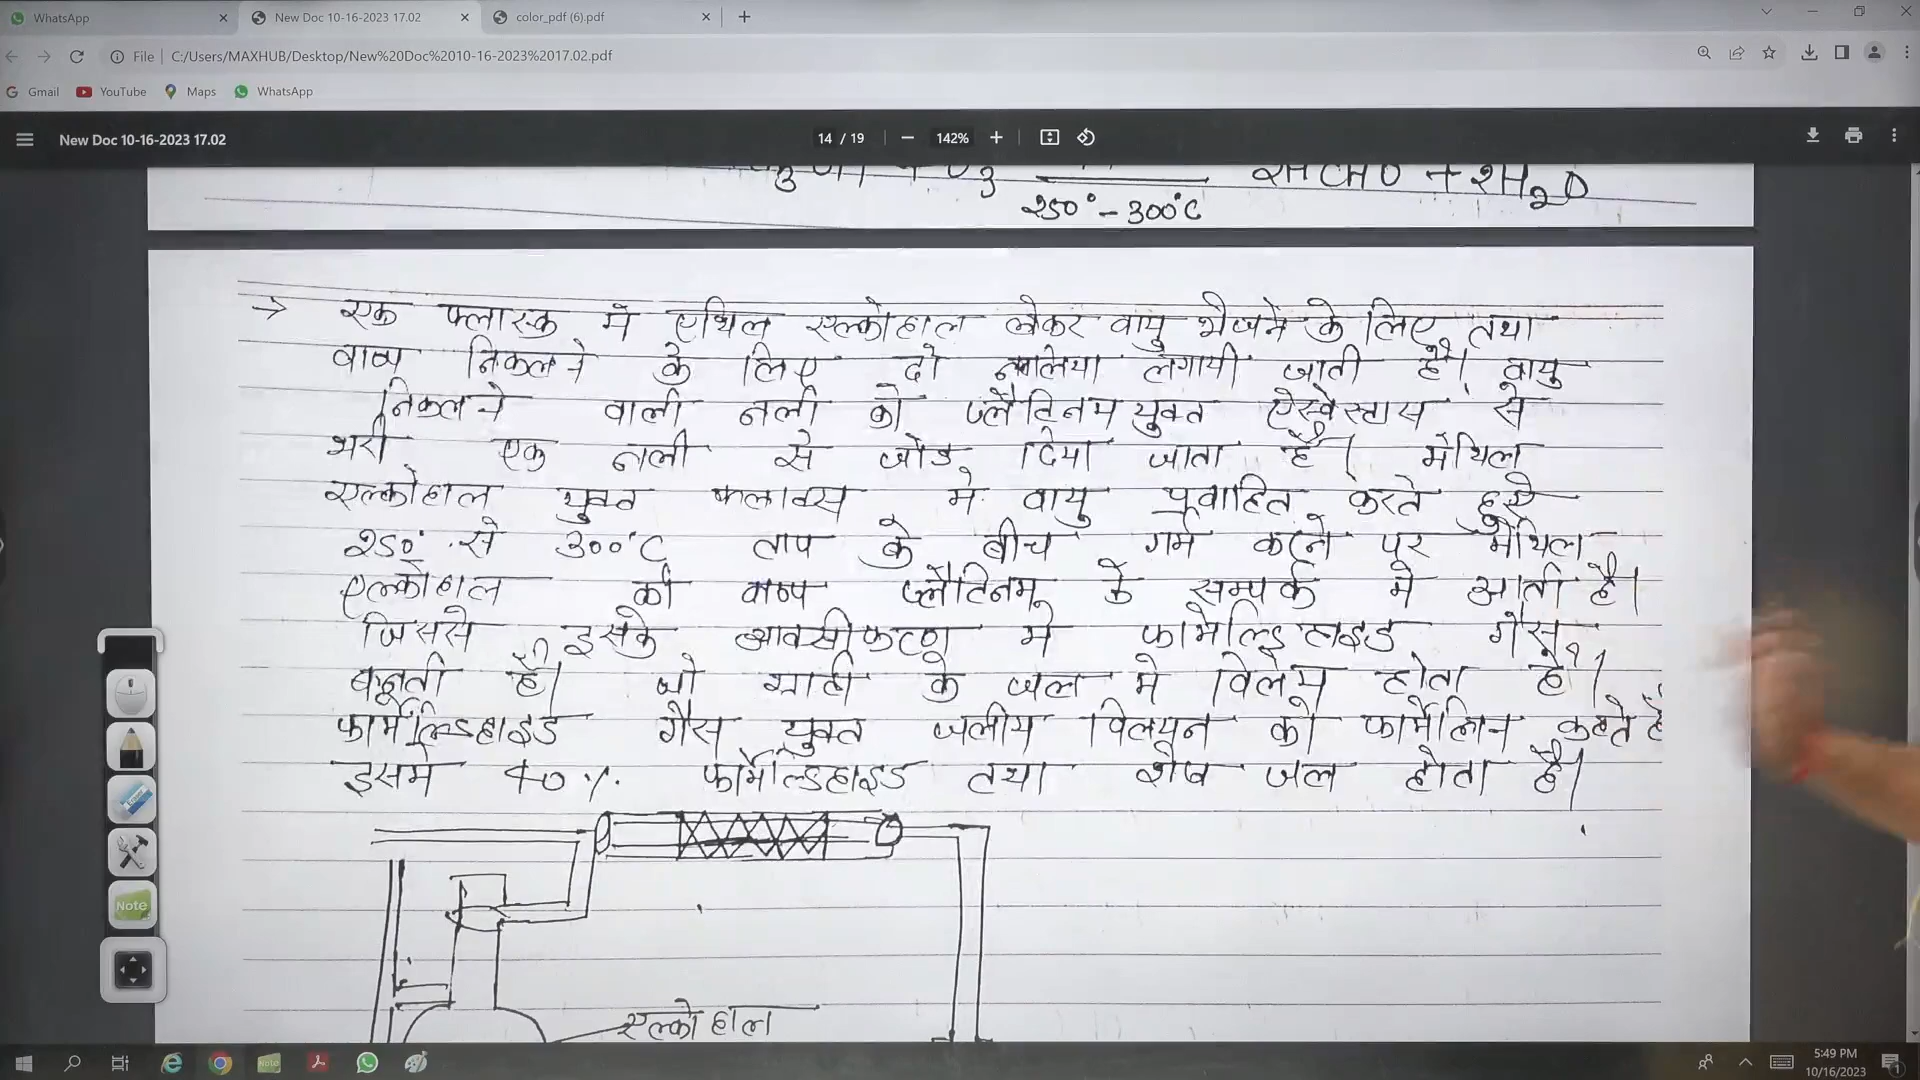 WhatsApp
New Doc 10-16-2023 17.02
color_pdf (6).pdf
File
C:/Users/MAXHUB/Desktop/New%20Doc%2010-16-2023%2017.02.pdf
Gmail
YouTube
Maps
WhatsApp
New Doc 10-16-2023 17.02
14 / 19
142%
2HCHO + 2H₂O
250° - 300°C
→ एक फ्लास्क मे एथिल एल्कोहाल लेकर वायु भेजने के लिए तथा
वाष्प निकलने के लिए दो नलिया लगायी जाती है। वायु
निकलने वाली नली को प्लैटिनम युक्त ऐस्वेस्टास से
भरी एक नली से जोड़ दिया जाता है। मेथिल
एल्कोहाल युक्त फ्लाक्स मे वायु प्रवाहित करते हुऐ
250° से 300°C ताप के बीच गर्म करने पर मेथिल
एल्कोहाल की वाष्प प्लैटिनम के सम्पर्क मे आती है।
जिससे इसके आक्सीकरण मे फार्मेल्डिहाइड गैस
बनती है। जो के जल मे विलेय होता है।
फार्मेल्डिहाइड गैस युक्त जलीय विलयन को फार्मेलिन कहते है
इसमे 40 % फार्मेल्डिहाइड तथा शेष जल होता है।
एल्कोहाल
Note
Note
5:49 PM
10/16/2023